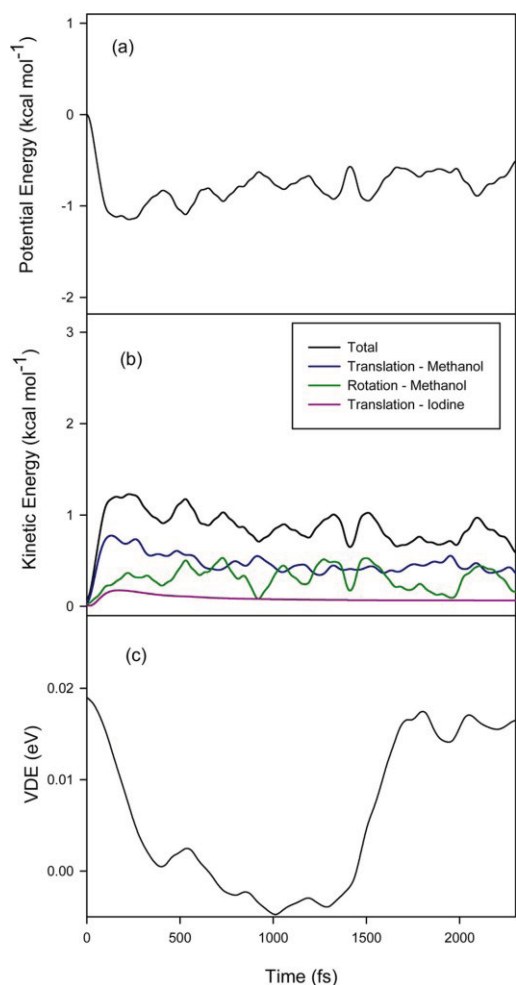 (a)
Potential Energy (kcal mol⁻¹)
1
0
-1
-2
(b)
Kinetic Energy (kcal mol⁻¹)
3
2
1
0
Total
Translation - Methanol
Rotation - Methanol
Translation - Iodine
(c)
VDE (eV)
0.02
0.01
0.00
0 500 1000 1500 2000
Time (fs)